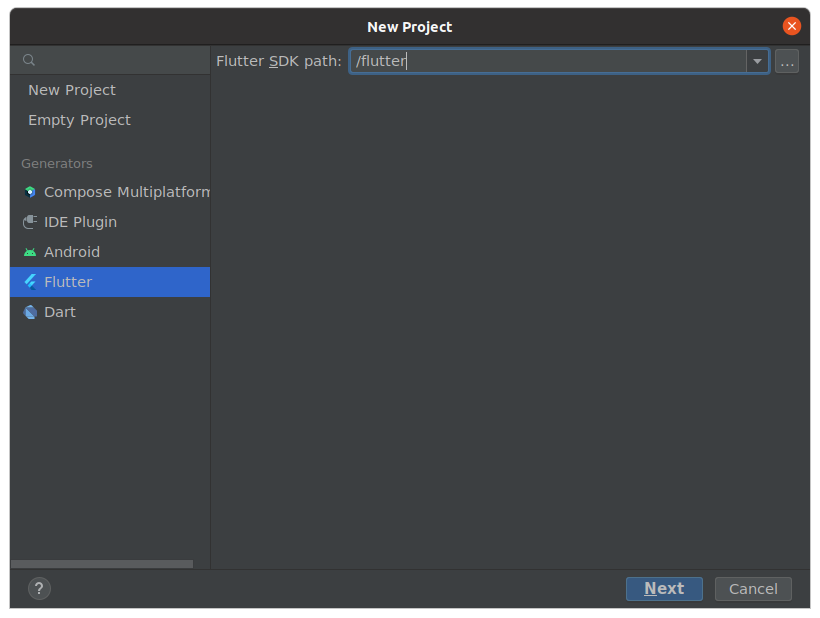 New Project
Flutter SDK path: /flutter ...
New Project
Empty Project
Generators
Compose Multiplatform
IDE Plugin
Android
Flutter
Dart
? Next Cancel